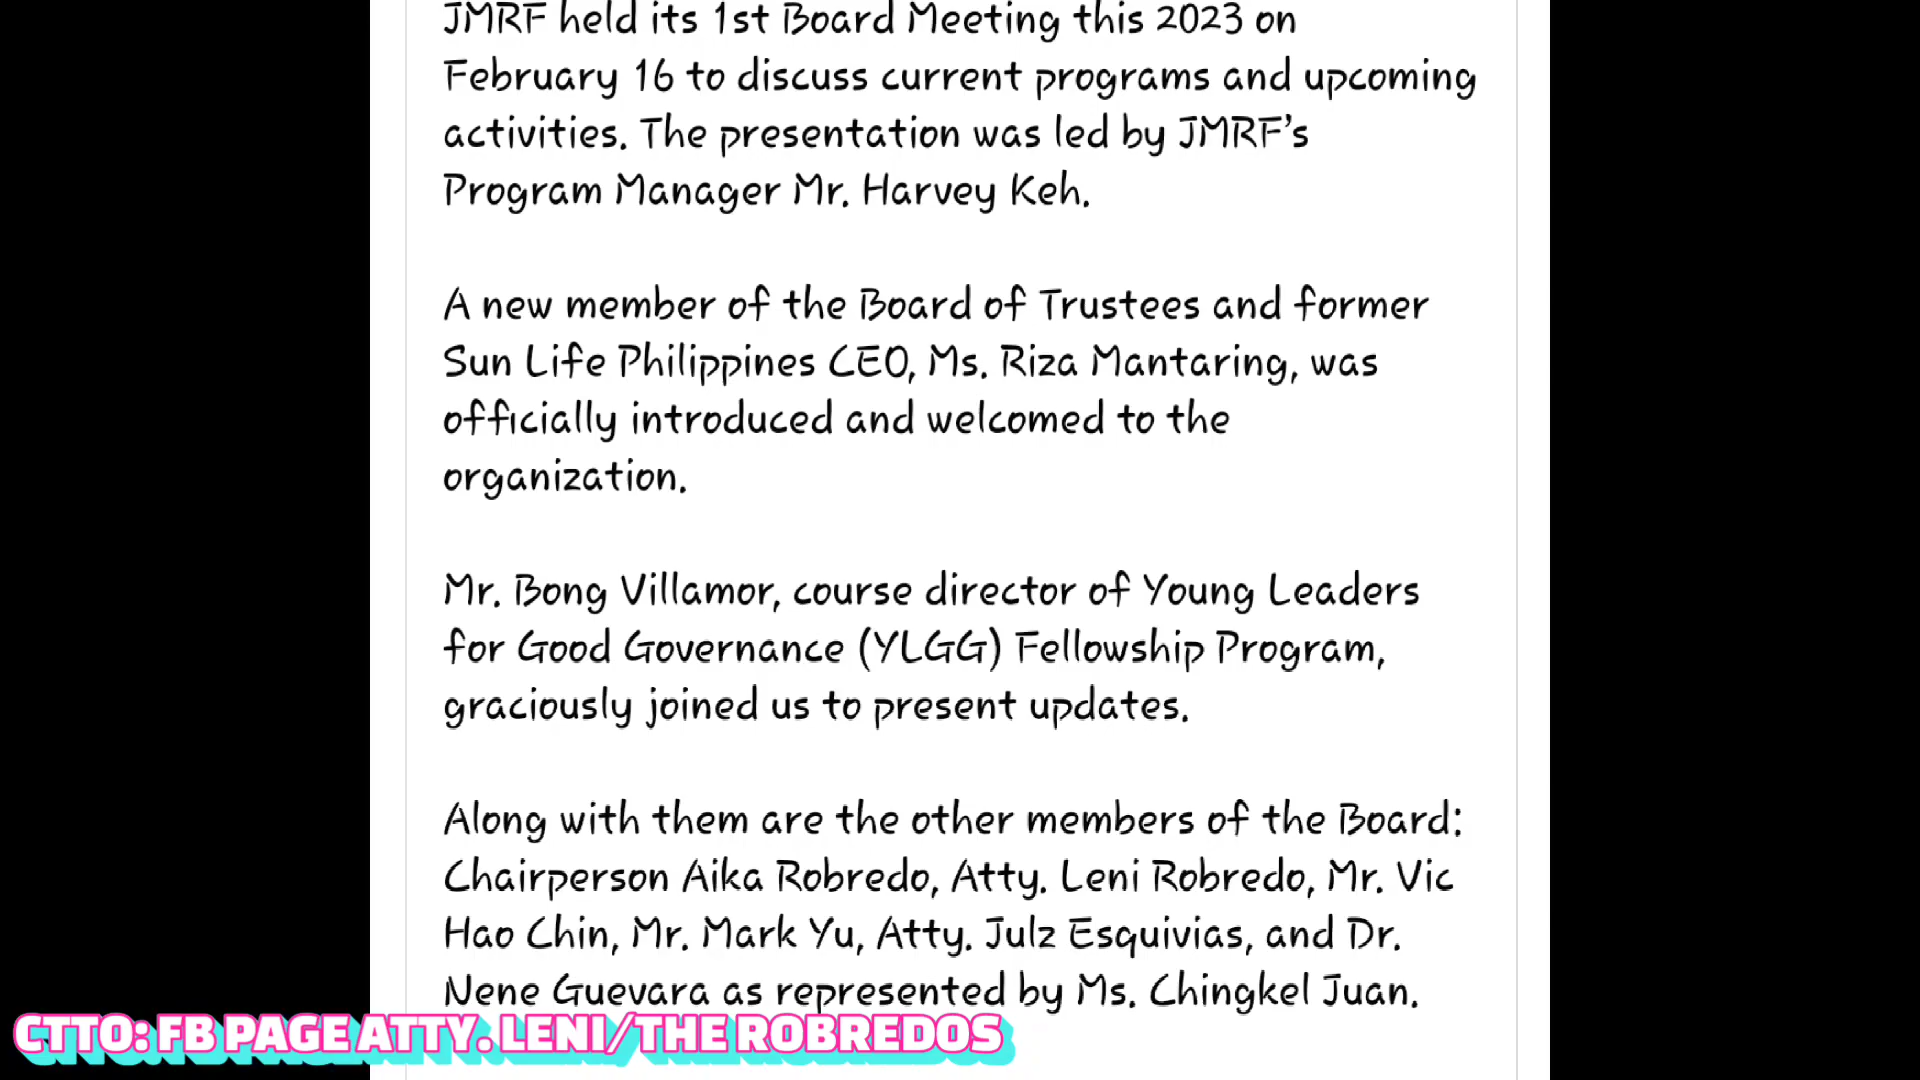 JMRF held its 1st Board Meeting this 2023 on
February 16 to discuss current programs and upcoming
activities. The presentation was led by JMRF's
Program Manager Mr. Harvey Keh.
A new member of the Board of Trustees and former
Sun Life Philippines CEO, Ms. Riza Mantaring, was
officially introduced and welcomed to the
organization.
Mr. Bong Villamor, course director of Young Leaders
for Good Governance (YLGG) Fellowship Program,
graciously joined us to present updates.
Along with them are the other members of the Board:
Chairperson Aika Robredo, Atty. Leni Robredo, Mr. Vic
Hao Chin, Mr. Mark Yu, Atty. Julz Esquivias, and Dr.
Nene Guevara as represented by Ms. Chingkel Juan.
CTTO: FB PAGE ATTY. LENI/THE ROBREDOS